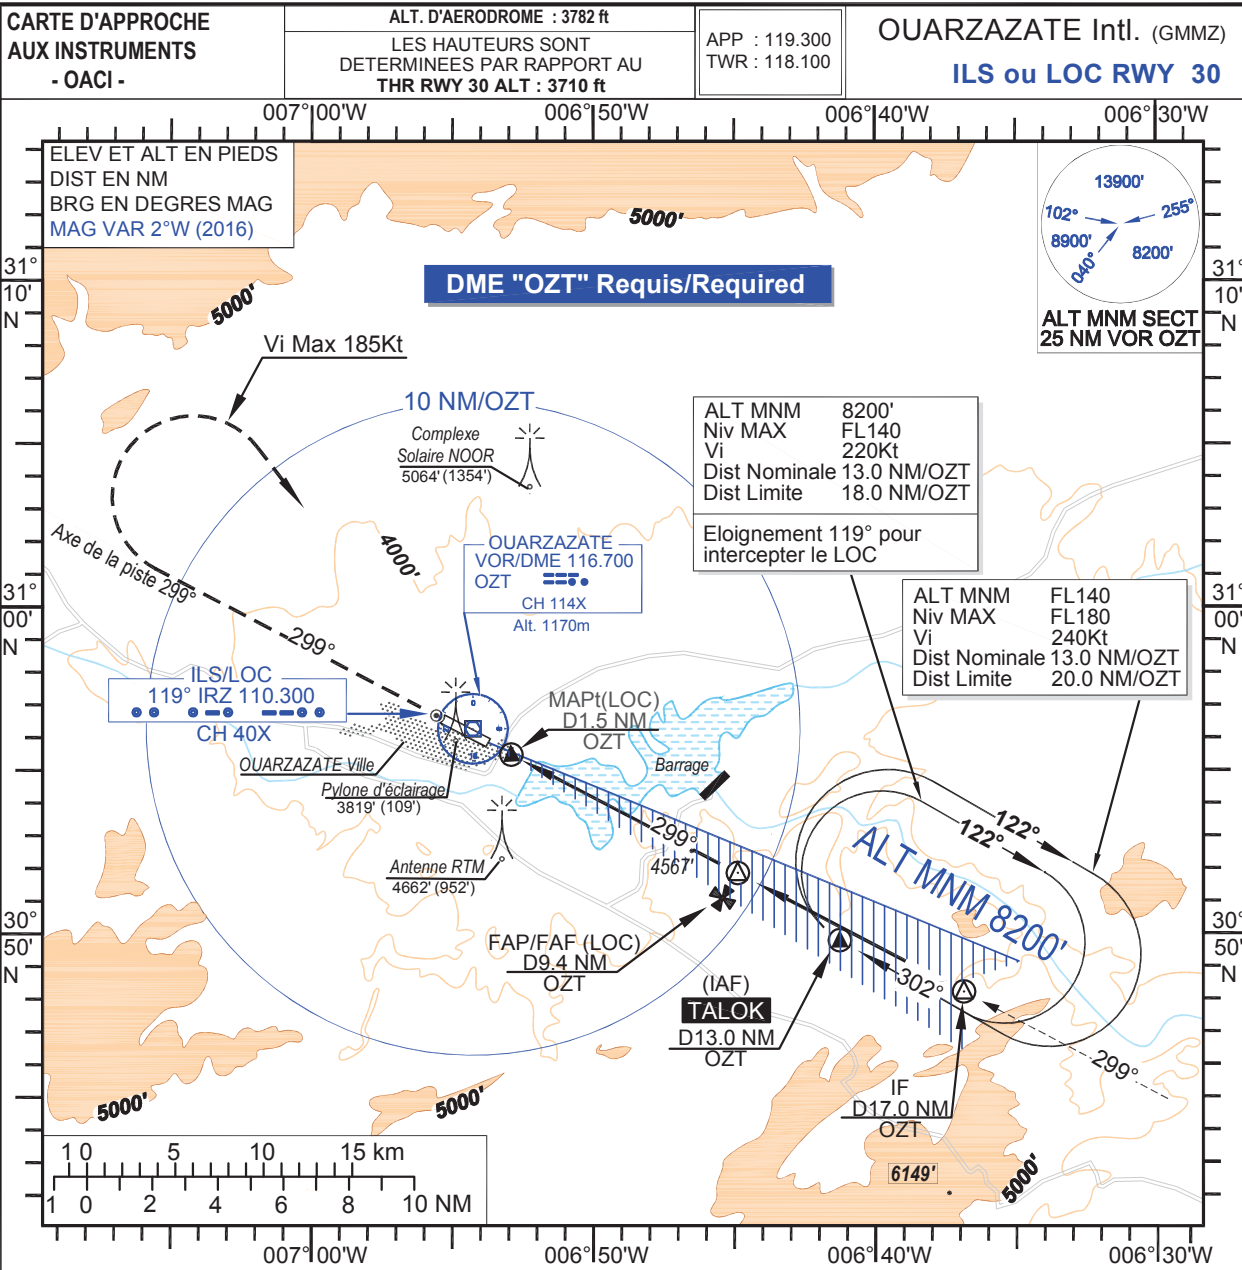 CARTE D'APPROCHE
AUX INSTRUMENTS
- OACI -
ALT. D'AERODROME : 3782 ft
LES HAUTEURS SONT
DETERMINEES PAR RAPPORT AU
THR RWY 30 ALT : 3710 ft
APP : 119.300
TWR : 118.100
OUARZAZATE Intl. (GMMZ)
ILS ou LOC RWY 30
007°00'W
006°50'W
006°40'W
006°30'W
ELEV ET ALT EN PIEDS
DIST EN NM
BRG EN DEGRES MAG
MAG VAR 2°W (2016)
5000'
13900'
102°
255°
8900'
8200'
040°
ALT MNM SECT
25 NM VOR OZT
31°
10'
N
31°
10'
N
DME "OZT" Requis/Required
5000'
Vi Max 185Kt
10 NM/OZT
Complexe
Solaire NOOR
5064' (1354')
ALT MNM 8200'
Niv MAX FL140
Vi 220Kt
Dist Nominale 13.0 NM/OZT
Dist Limite 18.0 NM/OZT
Eloignement 119° pour
intercepter le LOC
Axe de la piste 299°
4000'
OUARZAZATE
VOR/DME 116.700
OZT
CH 114X
Alt. 1170m
31°
00'
N
31°
00'
N
ALT MNM FL140
Niv MAX FL180
Vi 240Kt
Dist Nominale 13.0 NM/OZT
Dist Limite 20.0 NM/OZT
299°
ILS/LOC
119° IRZ 110.300
CH 40X
MAPt(LOC)
D1.5 NM
OZT
OUARZAZATE Ville
Pylone d'éclairage
3819' (109')
Barrage
Antenne RTM
4662' (952')
299°
4567'
122°
122°
ALT MNM 8200'
30°
50'
N
30°
50'
N
FAP/FAF (LOC)
D9.4 NM
OZT
(IAF)
TALOK
D13.0 NM
OZT
302°
299°
IF
D17.0 NM
OZT
5000'
5000'
6149'
5000'
1 0 5 10 15 km
1 0 2 4 6 8 10 NM
007°00'W
006°50'W
006°40'W
006°30'W